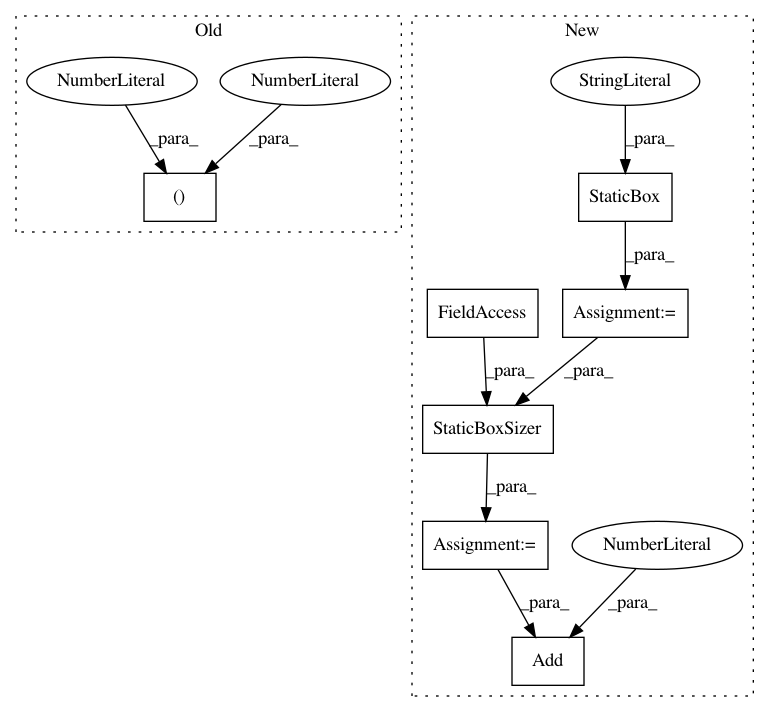 Old
New
NumberLiteral
NumberLiteral
StringLiteral
_para_
_para_
_para_
()
StaticBox
_para_
FieldAccess
Assignment:=
_para_
_para_
StaticBoxSizer
_para_
Assignment:=
NumberLiteral
_para_
_para_
Add